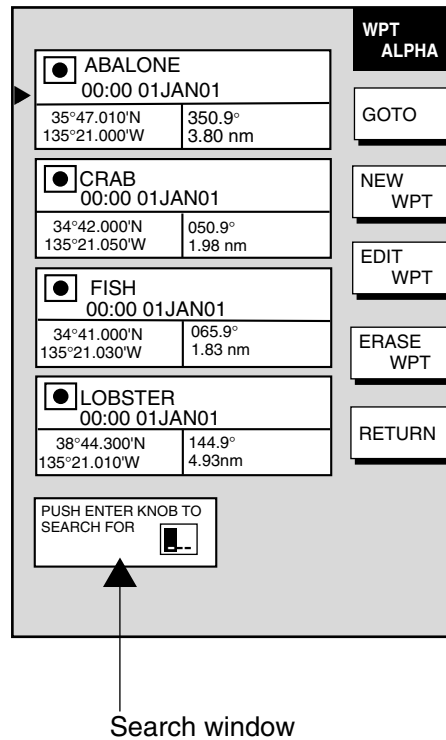 WPT
ALPHA
ABALONE
00:00 01JAN01
35°47.010'N 350.9°
135°21.000'W 3.80 nm
GOTO
CRAB
00:00 01JAN01
34°42.000'N 050.9°
135°21.050'W 1.98 nm
NEW
WPT
FISH
00:00 01JAN01
34°41.000'N 065.9°
135°21.030'W 1.83 nm
EDIT
WPT
LOBSTER
00:00 01JAN01
38°44.300'N 144.9°
135°21.010'W 4.93nm
ERASE
WPT
RETURN
PUSH ENTER KNOB TO
SEARCH FOR
Search window